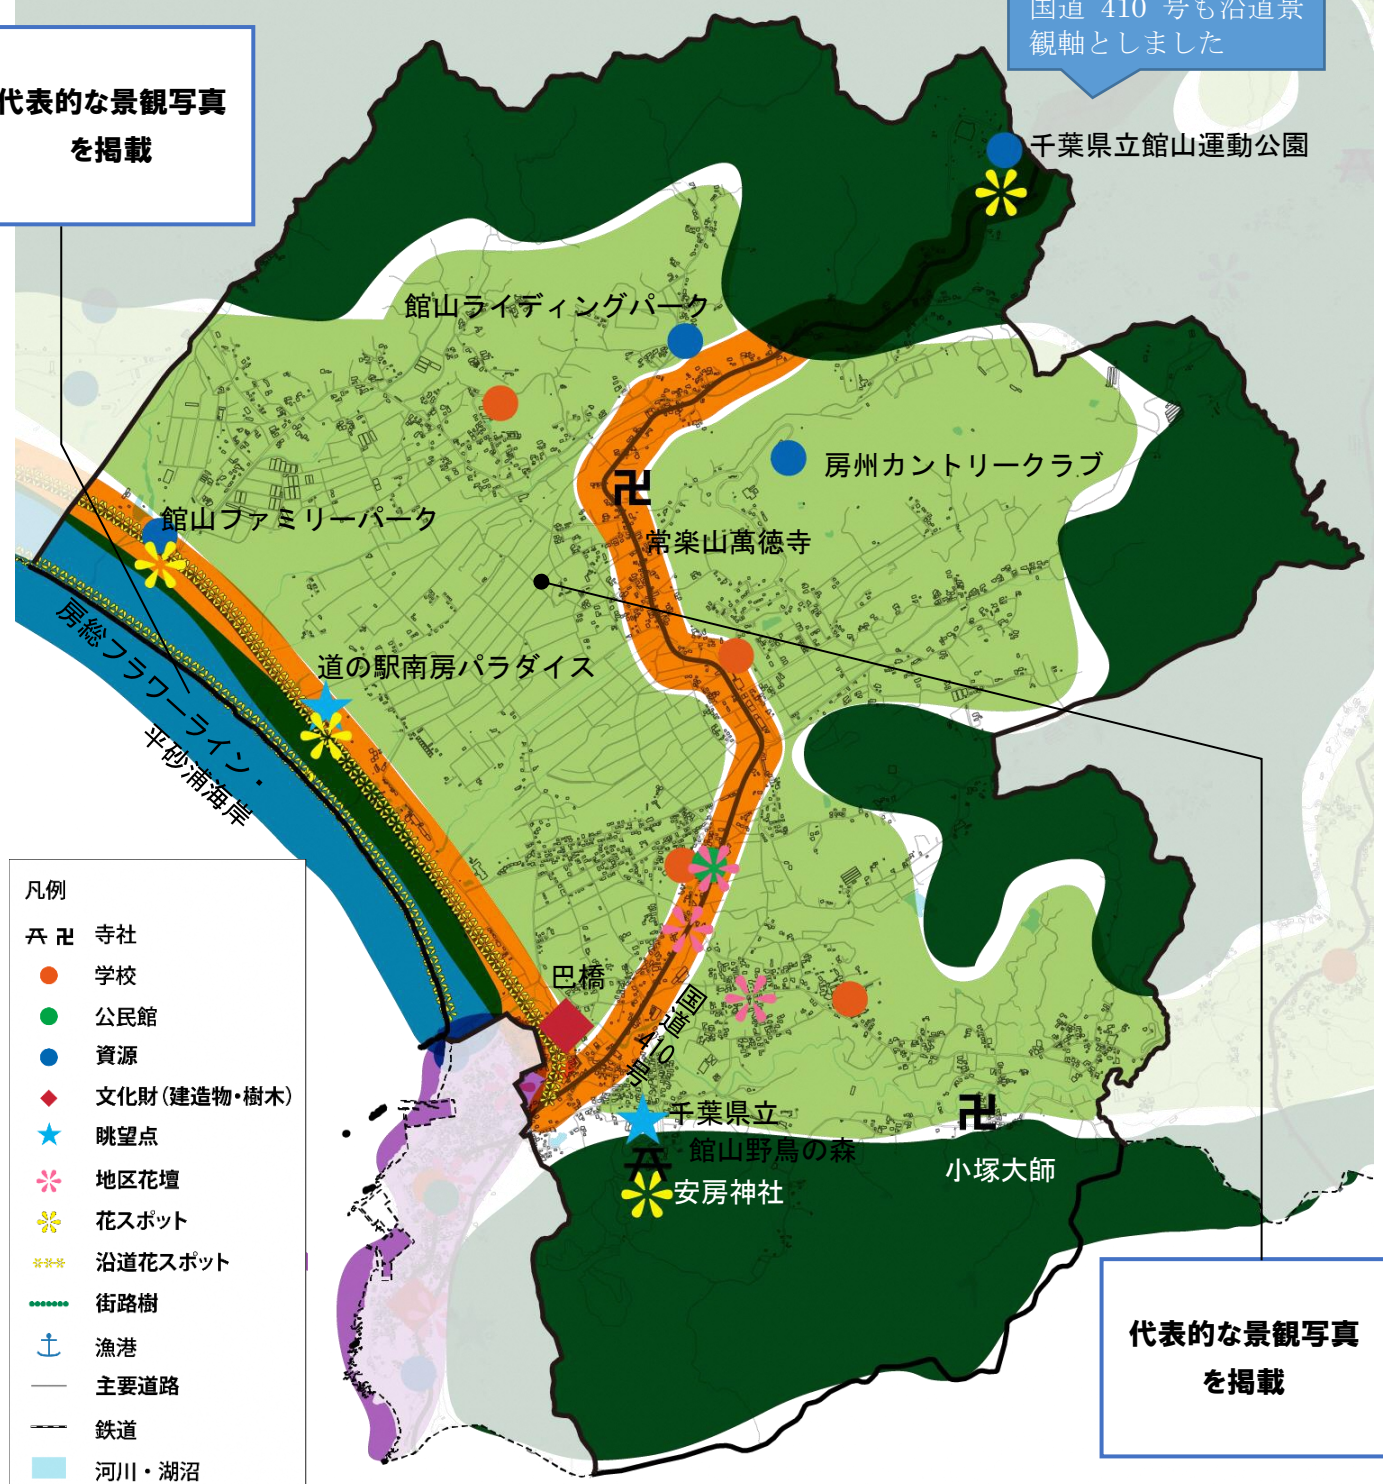 国道 410 号も沿道景
観軸としました
代表的な景観写真
を掲載
千葉県立館山運動公園
館山ライディングパーク
房州カントリークラブ
館山ファミリーパーク
常楽山萬徳寺
房総フラワーライン・
平砂浦海岸
道の駅南房パラダイス
巴橋
国道410号
千葉県立
館山野鳥の森
安房神社
小塚大師
凡例
寺社
学校
公民館
資源
文化財(建造物・樹木)
眺望点
地区花壇
花スポット
沿道花スポット
街路樹
漁港
主要道路
鉄道
河川・湖沼
代表的な景観写真
を掲載